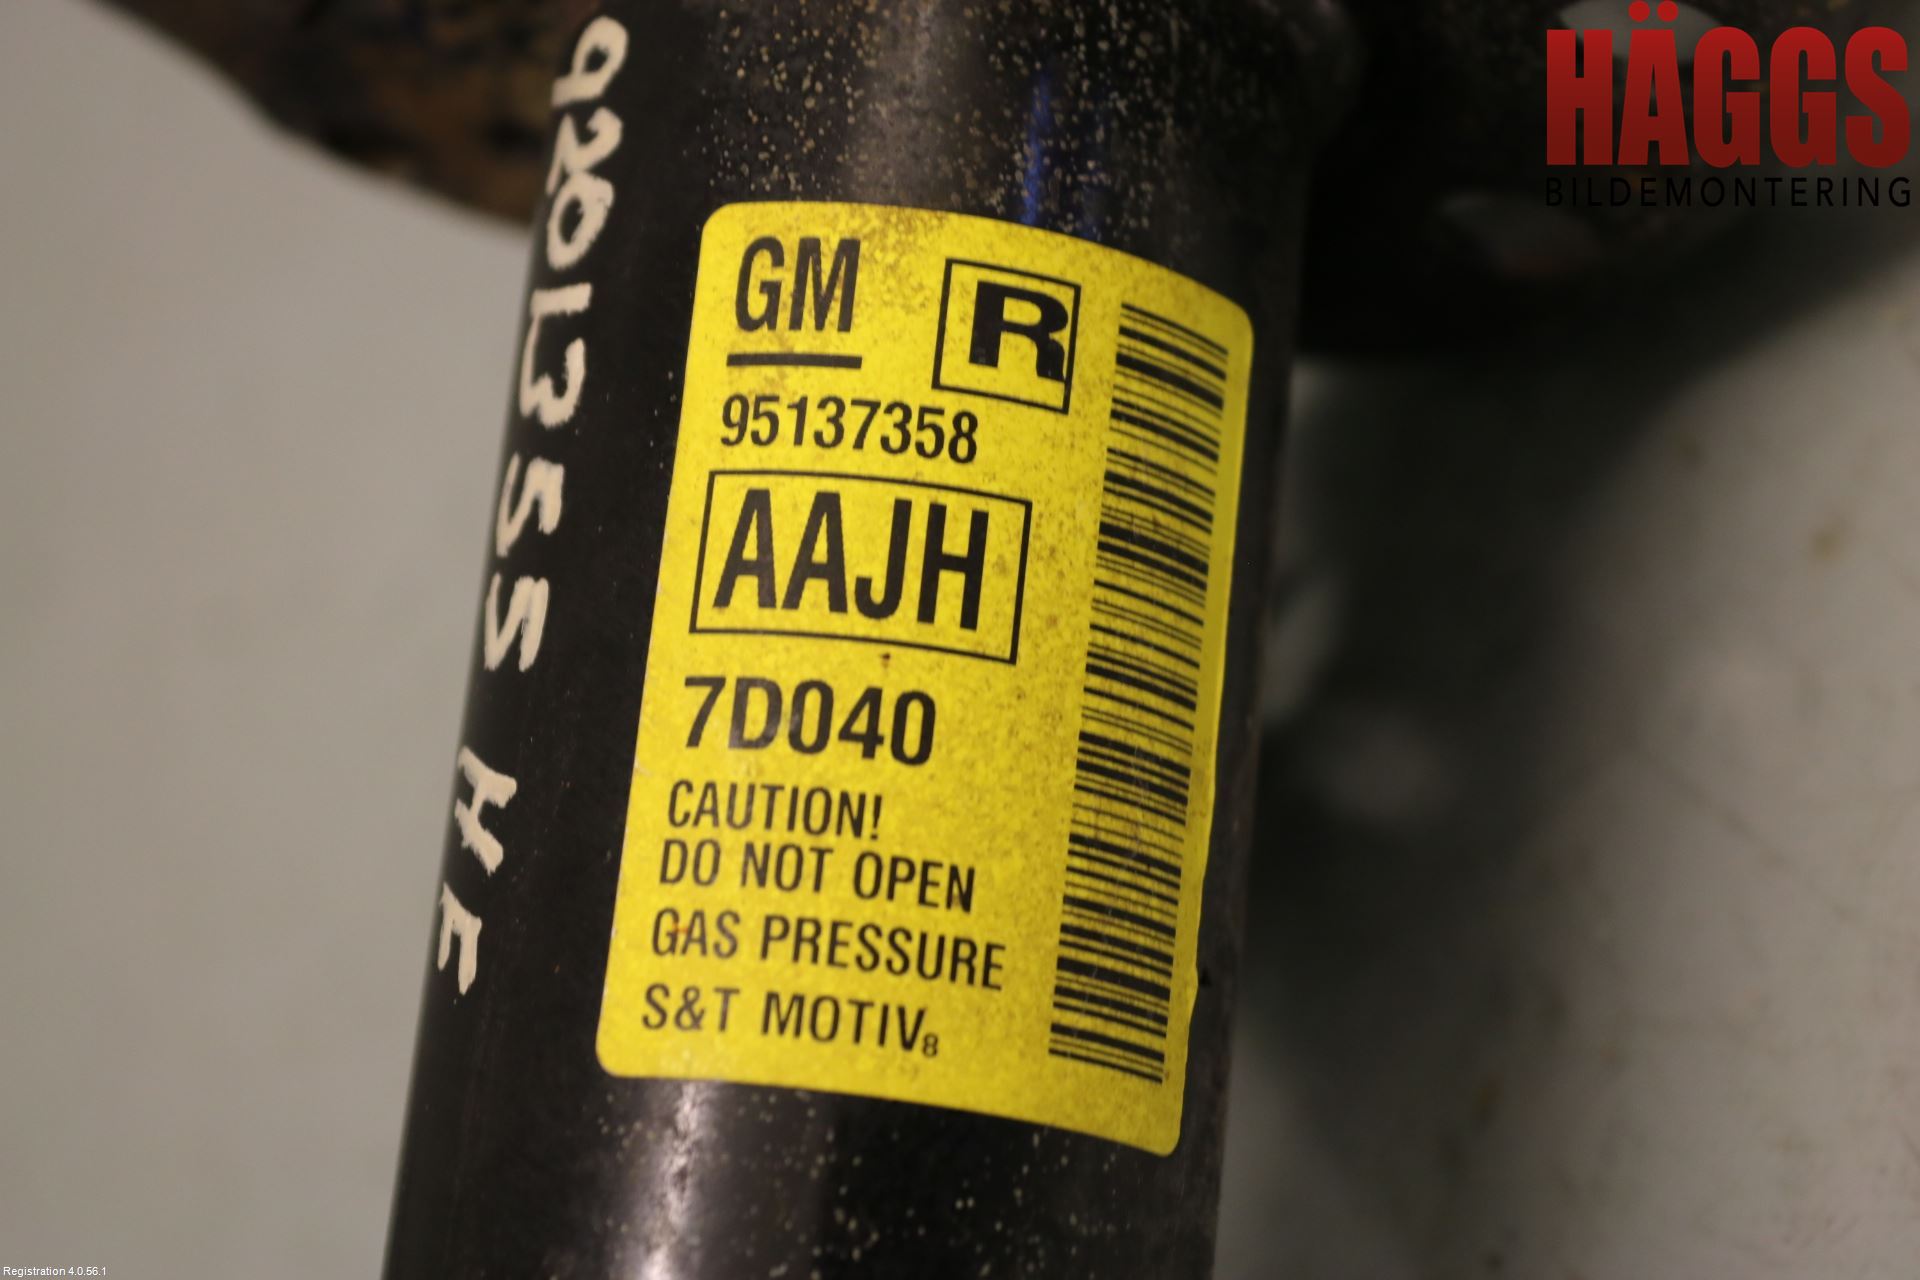 HÄGGS
BILDEMONTERING
9201355 HF
GM R
95137358
AAJH
7D040
CAUTION!
DO NOT OPEN
GAS PRESSURE
S&T MOTIV8
Registration 4.0.56.1